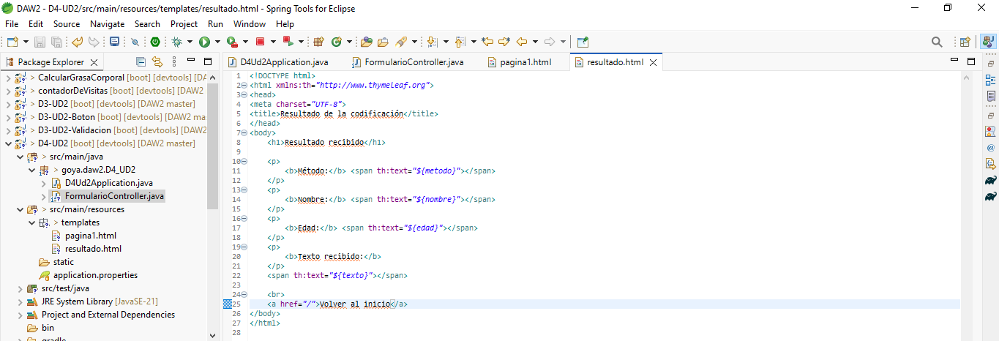 DAW2 - D4-UD2/src/main/resources/templates/resultado.html - Spring Tools for Eclipse
File Edit Source Navigate Search Project Run Window Help
Package Explorer
CalcularGrasaCorporal [boot] [devtools] [DA
> contadorDeVisitas [boot] [devtools] [DAW2
> D3-UD2 [boot] [devtools] [DAW2 master]
> D3-UD2-Boton [boot] [devtools] [DAW2 ma
> D3-UD2-Validacion [boot] [devtools] [DAW2
> D4-UD2 [boot] [devtools] [DAW2 master]
> src/main/java
> goya.daw2.D4_UD2
D4Ud2Application.java
FormularioController.java
> src/main/resources
> templates
pagina1.html
resultado.html
static
application.properties
> src/test/java
JRE System Library [JavaSE-21]
Project and External Dependencies
bin
gradle
D4Ud2Application.java FormularioController.java pagina1.html resultado.html
1 <!DOCTYPE html>
2 <html xmlns:th="http://www.thymeleaf.org">
3 <head>
4 <meta charset="UTF-8">
5 <title>Resultado de la codificación</title>
6 </head>
7 <body>
8 <h1>Resultado recibido</h1>
9
10 <p>
11 <b>Método:</b> <span th:text="${metodo}"></span>
12 </p>
13 <p>
14 <b>Nombre:</b> <span th:text="${nombre}"></span>
15 </p>
16 <p>
17 <b>Edad:</b> <span th:text="${edad}"></span>
18 </p>
19 <p>
20 <b>Texto recibido:</b>
21 </p>
22 <span th:text="${texto}"></span>
23
24 <br>
25 <a href="/">Volver al inicio</a>
26 </body>
27 </html>
28